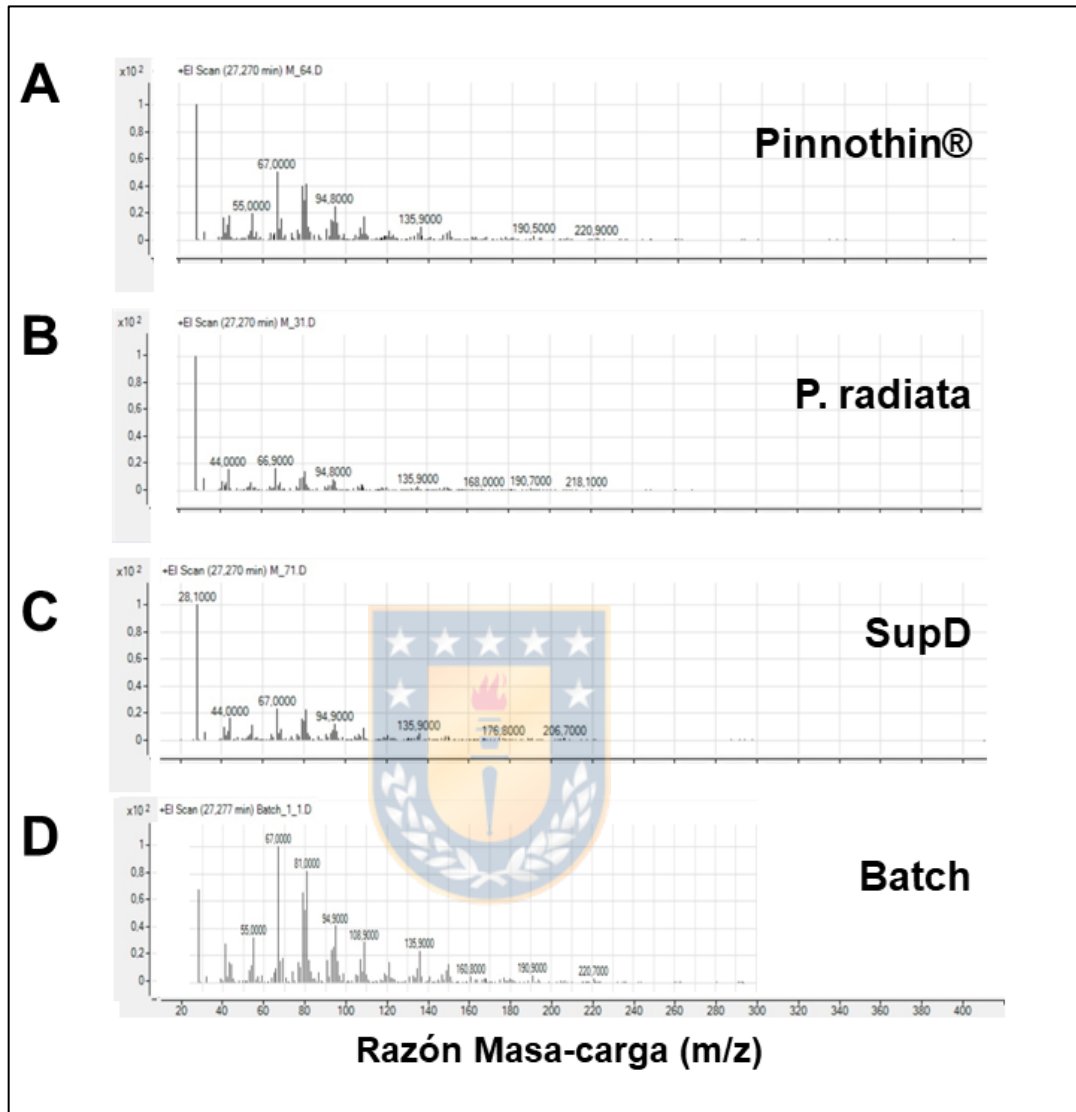 A
x10 2
+EI Scan (27,270 min) M_64.D
Pinnothin®
1
0,8
0,6
0,4
0,2
0
55,0000
67,0000
94,8000
135,9000
190,5000
220,9000
B
x10 2
+EI Scan (27,270 min) M_31.D
P. radiata
1
0,8
0,6
0,4
0,2
0
44,0000
66,9000
94,8000
135,9000
168,0000
190,7000
218,1000
C
x10 2
+EI Scan (27,270 min) M_71.D
SupD
1
0,8
0,6
0,4
0,2
0
28,1000
44,0000
67,0000
94,9000
135,9000
176,8000
206,7000
D
x10 2
+EI Scan (27,277 min) Batch_1_1.D
Batch
1
0,8
0,6
0,4
0,2
0
55,0000
67,0000
81,0000
94,9000
108,9000
135,9000
160,8000
190,9000
220,7000
20 40 60 80 100 120 140 160 180 200 220 240 260 280 300 320 340 360 380 400
Razón Masa-carga (m/z)